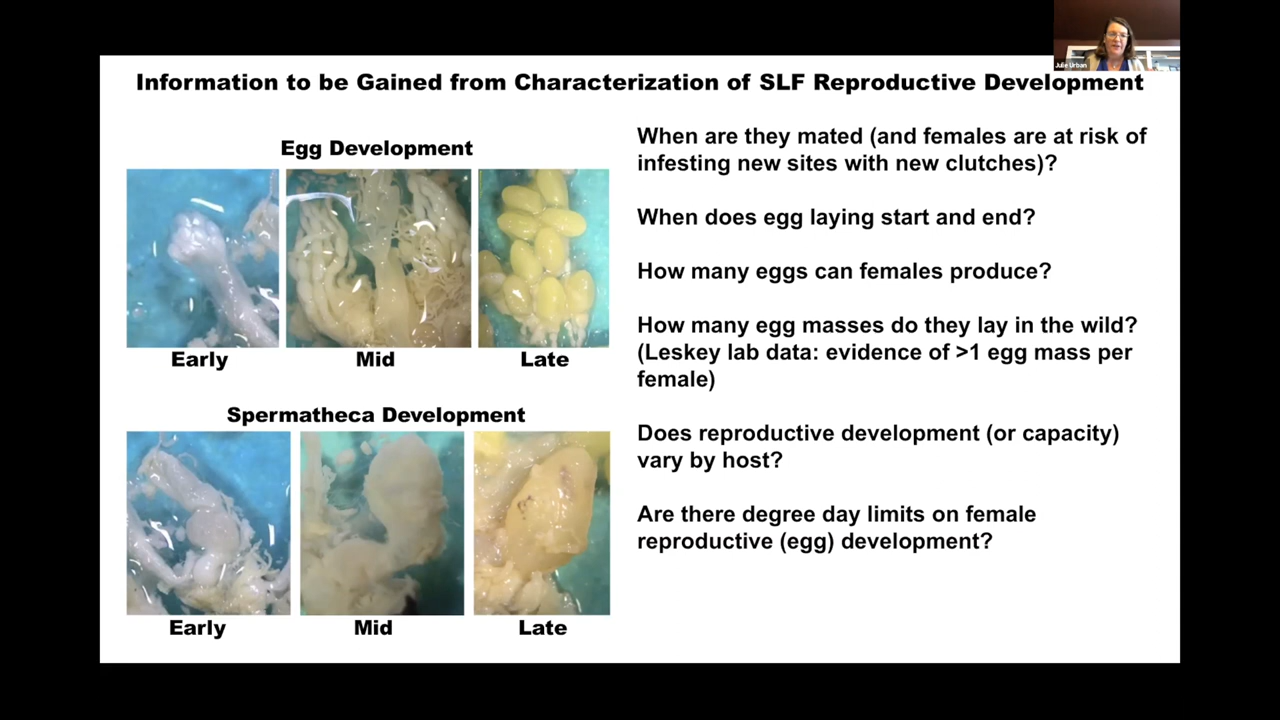 Julie Urban
Information to be Gained from Characterization of SLF Reproductive Development
Egg Development
Early
Mid
Late
Spermatheca Development
Early
Mid
Late
When are they mated (and females are at risk of
infesting new sites with new clutches)?
When does egg laying start and end?
How many eggs can females produce?
How many egg masses do they lay in the wild?
(Leskey lab data: evidence of >1 egg mass per
female)
Does reproductive development (or capacity)
vary by host?
Are there degree day limits on female
reproductive (egg) development?